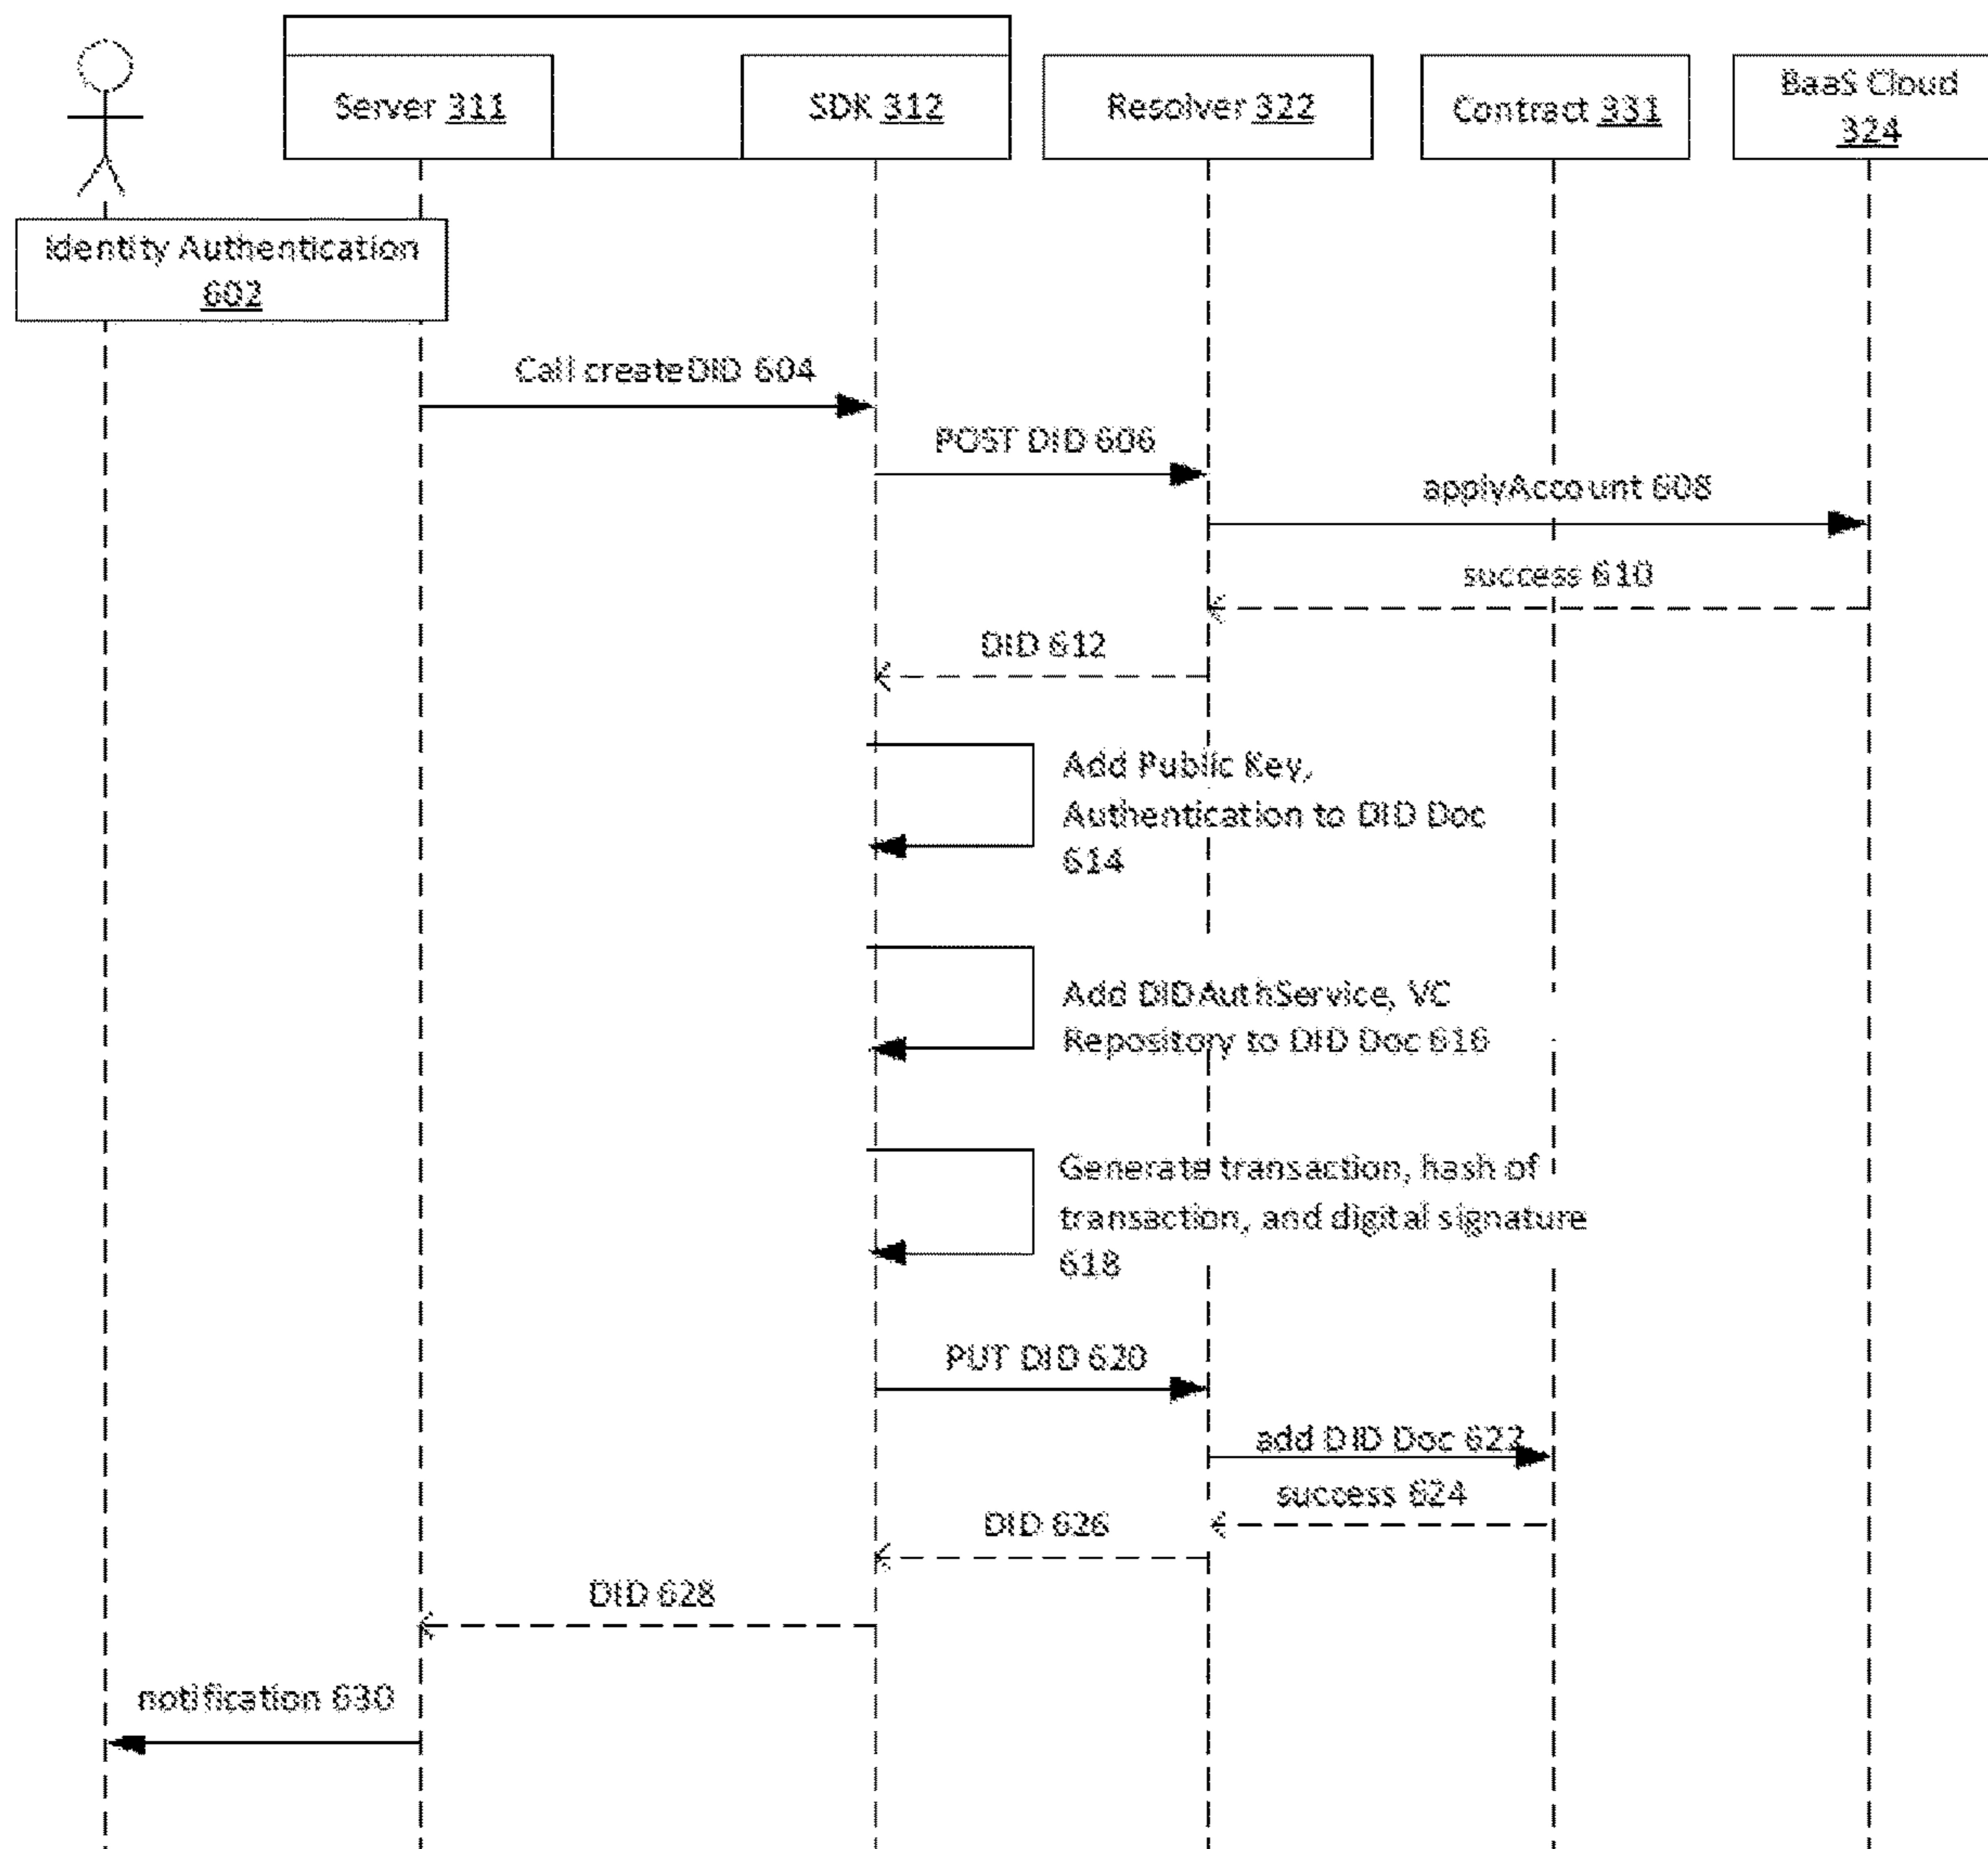 Server 311
SDK 312
Resolver 322
Contract 331
BaaS Cloud
324
Identity Authentication
602
Call createDID 604
POST DID 606
applyAccount 608
success 610
DID 612
Add Public Key,
Authentication to DID Doc
614
Add DIDAuthService, VC
Repository to DID Doc 616
Generate transaction, hash of
transaction, and digital signature
618
PUT DID 620
add DID Doc 622
success 624
DID 626
DID 628
notification 630